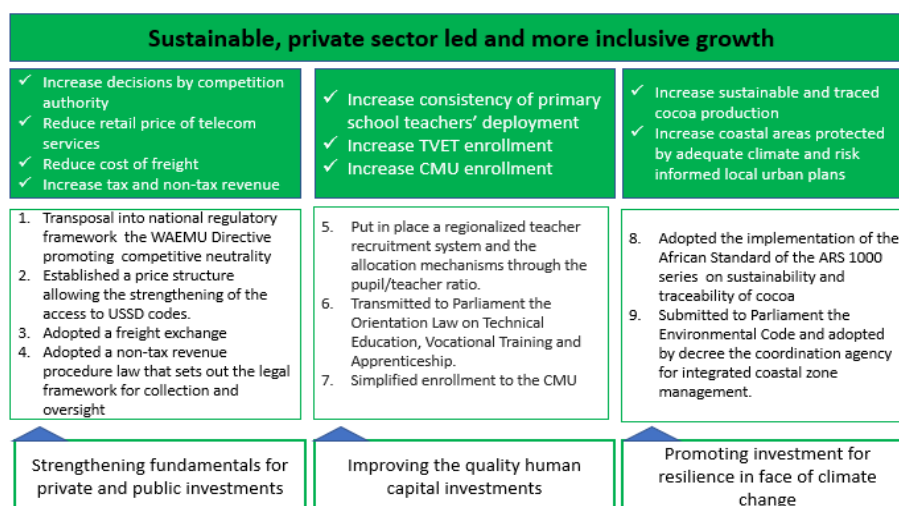 Sustainable, private sector led and more inclusive growth
✓ Increase decisions by competition
authority
✓ Reduce retail price of telecom
services
✓ Reduce cost of freight
✓ Increase tax and non-tax revenue
✓ Increase consistency of primary
school teachers' deployment
✓ Increase TVET enrollment
✓ Increase CMU enrollment
✓ Increase sustainable and traced
cocoa production
✓ Increase coastal areas protected
by adequate climate and risk
informed local urban plans
1. Transposal into national regulatory
framework the WAEMU Directive
promoting competitive neutrality
2. Established a price structure
allowing the strengthening of the
access to USSD codes.
3. Adopted a freight exchange
4. Adopted a non-tax revenue
procedure law that sets out the legal
framework for collection and
oversight
5. Put in place a regionalized teacher
recruitment system and the
allocation mechanisms through the
pupil/teacher ratio.
6. Transmitted to Parliament the
Orientation Law on Technical
Education, Vocational Training and
Apprenticeship.
7. Simplified enrollment to the CMU
8. Adopted the implementation of the
African Standard of the ARS 1000
series on sustainability and
traceability of cocoa
9. Submitted to Parliament the
Environmental Code and adopted
by decree the coordination agency
for integrated coastal zone
management.
Strengthening fundamentals for
private and public investments
Improving the quality human
capital investments
Promoting investment for
resilience in face of climate
change